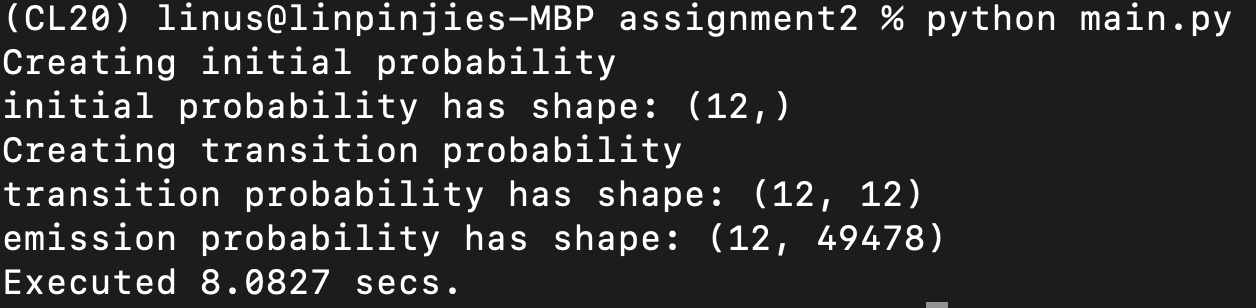 (CL20) linus@linpinjies-MBP assignment2 % python main.py
Creating initial probability
initial probability has shape: (12,)
Creating transition probability
transition probability has shape: (12, 12)
emission probability has shape: (12, 49478)
Executed 8.0827 secs.